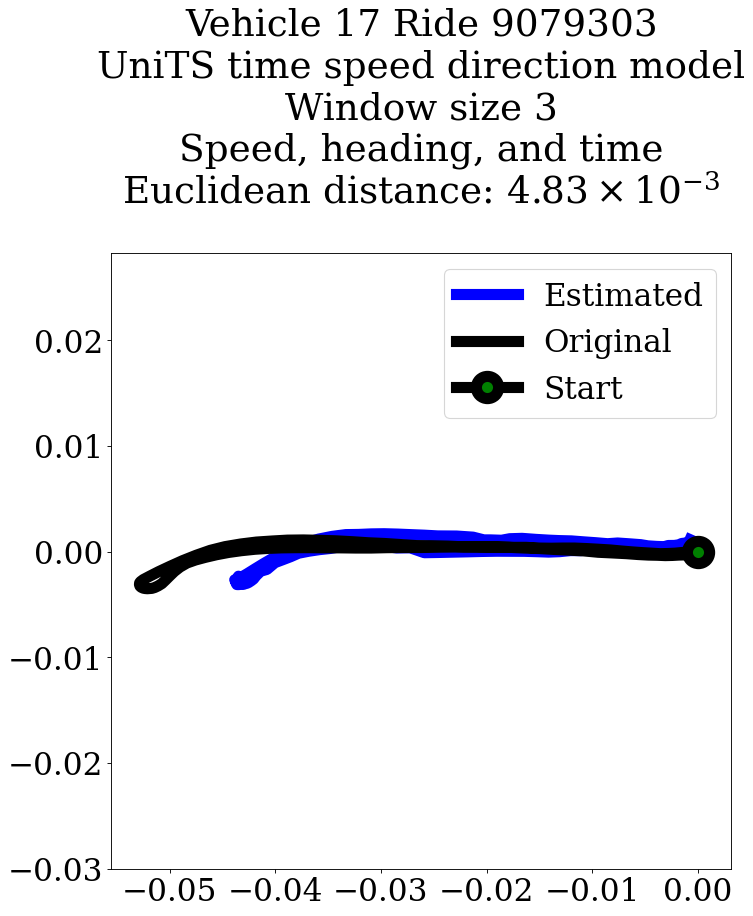 Vehicle 17 Ride 9079303
UniTS time speed direction model
Window size 3
Speed, heading, and time
Euclidean distance: 4.83 × 10⁻³
Estimated
Original
Start
0.02
0.01
0.00
−0.01
−0.02
−0.03
−0.05 −0.04 −0.03 −0.02 −0.01 0.00